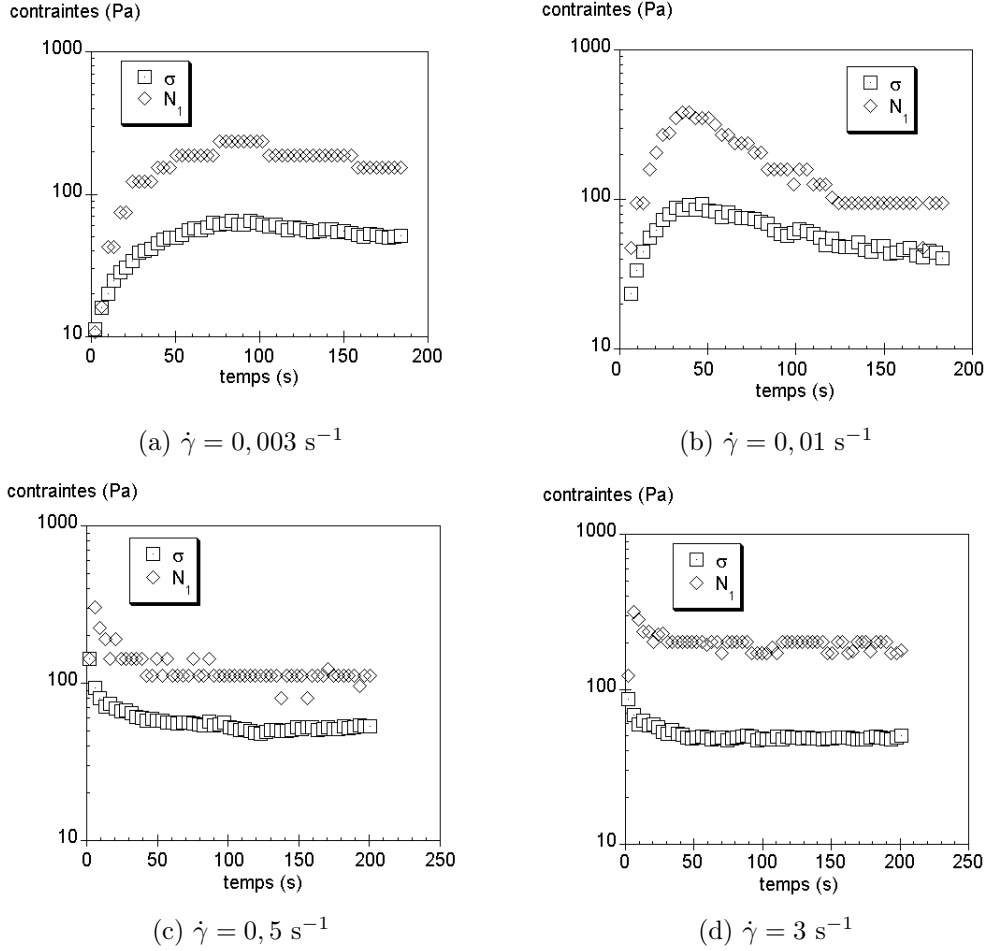 contraintes (Pa)
1000
100
10
σ
N₁
0 50 100 150 200
temps (s)
(a) γ̇ = 0, 003 s⁻¹
contraintes (Pa)
1000
100
10
σ
N₁
0 50 100 150 200
temps (s)
(b) γ̇ = 0, 01 s⁻¹
contraintes (Pa)
1000
100
10
σ
N₁
0 50 100 150 200 250
temps (s)
(c) γ̇ = 0, 5 s⁻¹
contraintes (Pa)
1000
100
10
σ
N₁
0 50 100 150 200 250
temps (s)
(d) γ̇ = 3 s⁻¹